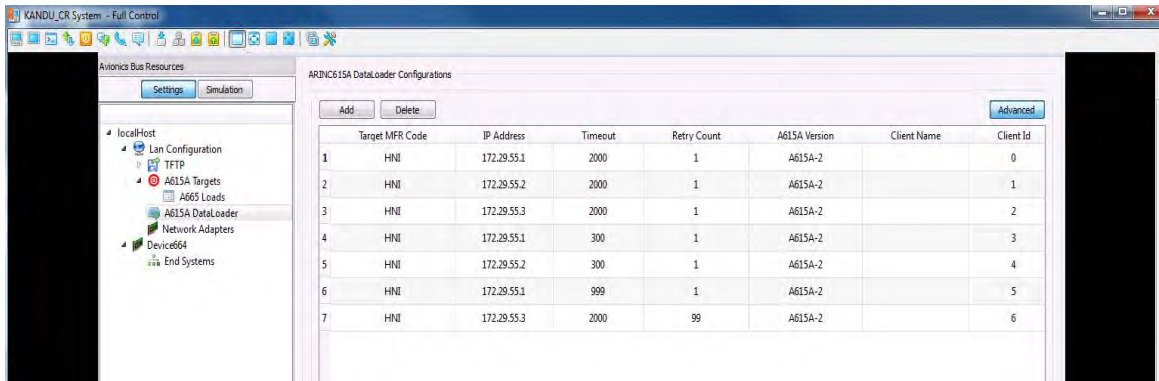 KANDU_CR System - Full Control
Avionics Bus Resources
Settings Simulation
localHost
Lan Configuration
TFTP
A615A Targets
A665 Loads
A615A DataLoader
Network Adapters
Device664
End Systems
ARINC615A DataLoader Configurations
Add Delete Advanced
Target MFR Code IP Address Timeout Retry Count A615A Version Client Name Client Id
1 HNI 172.29.55.1 2000 1 A615A-2 0
2 HNI 172.29.55.2 2000 1 A615A-2 1
3 HNI 172.29.55.3 2000 1 A615A-2 2
4 HNI 172.29.55.1 300 1 A615A-2 3
5 HNI 172.29.55.2 300 1 A615A-2 4
6 HNI 172.29.55.1 999 1 A615A-2 5
7 HNI 172.29.55.3 2000 99 A615A-2 6